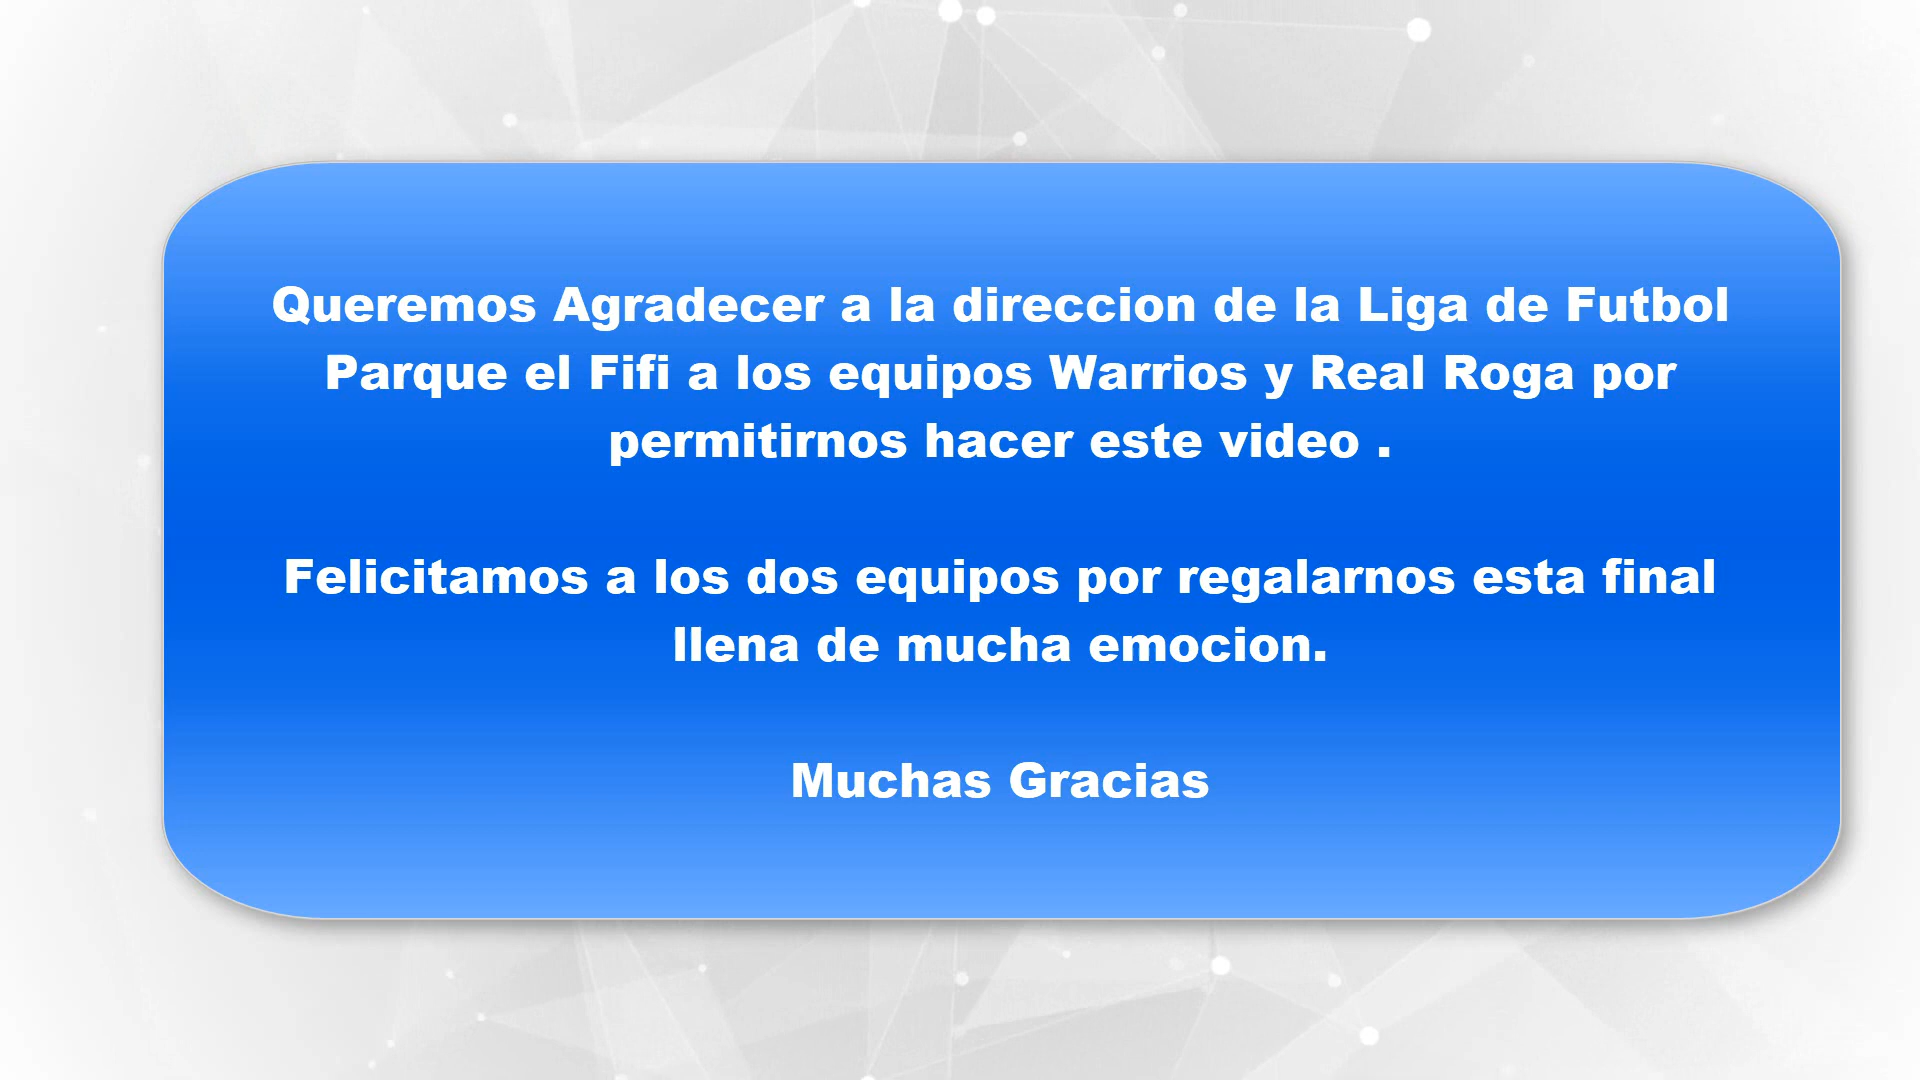 Queremos Agradecer a la direccion de la Liga de Futbol
Parque el Fifi a los equipos Warrios y Real Roga por
permitirnos hacer este video .
Felicitamos a los dos equipos por regalarnos esta final
llena de mucha emocion.
Muchas Gracias